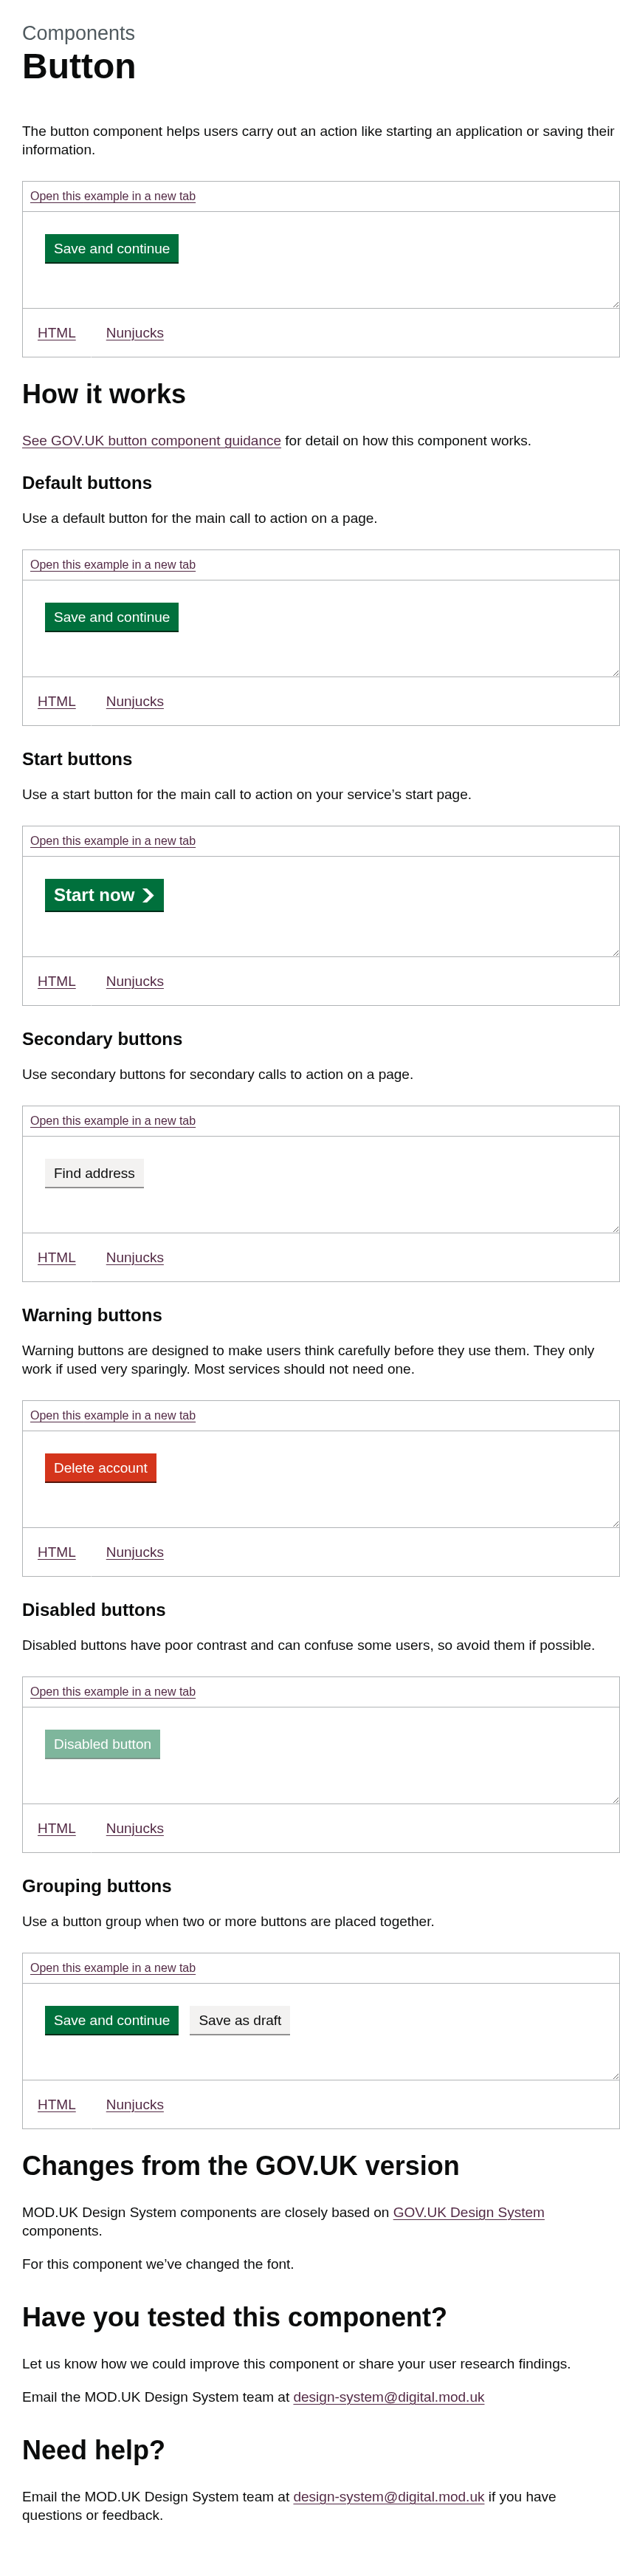 Components
Button
The button component helps users carry out an action like starting an application or saving their
information.
Open this example in a new tab
Save and continue
HTML Nunjucks
How it works
See GOV.UK button component guidance for detail on how this component works.
Default buttons
Use a default button for the main call to action on a page.
Open this example in a new tab
Save and continue
HTML Nunjucks
Start buttons
Use a start button for the main call to action on your service’s start page.
Open this example in a new tab
Start now
HTML Nunjucks
Secondary buttons
Use secondary buttons for secondary calls to action on a page.
Open this example in a new tab
Find address
HTML Nunjucks
Warning buttons
Warning buttons are designed to make users think carefully before they use them. They only
work if used very sparingly. Most services should not need one.
Open this example in a new tab
Delete account
HTML Nunjucks
Disabled buttons
Disabled buttons have poor contrast and can confuse some users, so avoid them if possible.
Open this example in a new tab
Disabled button
HTML Nunjucks
Grouping buttons
Use a button group when two or more buttons are placed together.
Open this example in a new tab
Save and continue Save as draft
HTML Nunjucks
Changes from the GOV.UK version
MOD.UK Design System components are closely based on GOV.UK Design System
components.
For this component we’ve changed the font.
Have you tested this component?
Let us know how we could improve this component or share your user research findings.
Email the MOD.UK Design System team at design-system@digital.mod.uk
Need help?
Email the MOD.UK Design System team at design-system@digital.mod.uk if you have
questions or feedback.